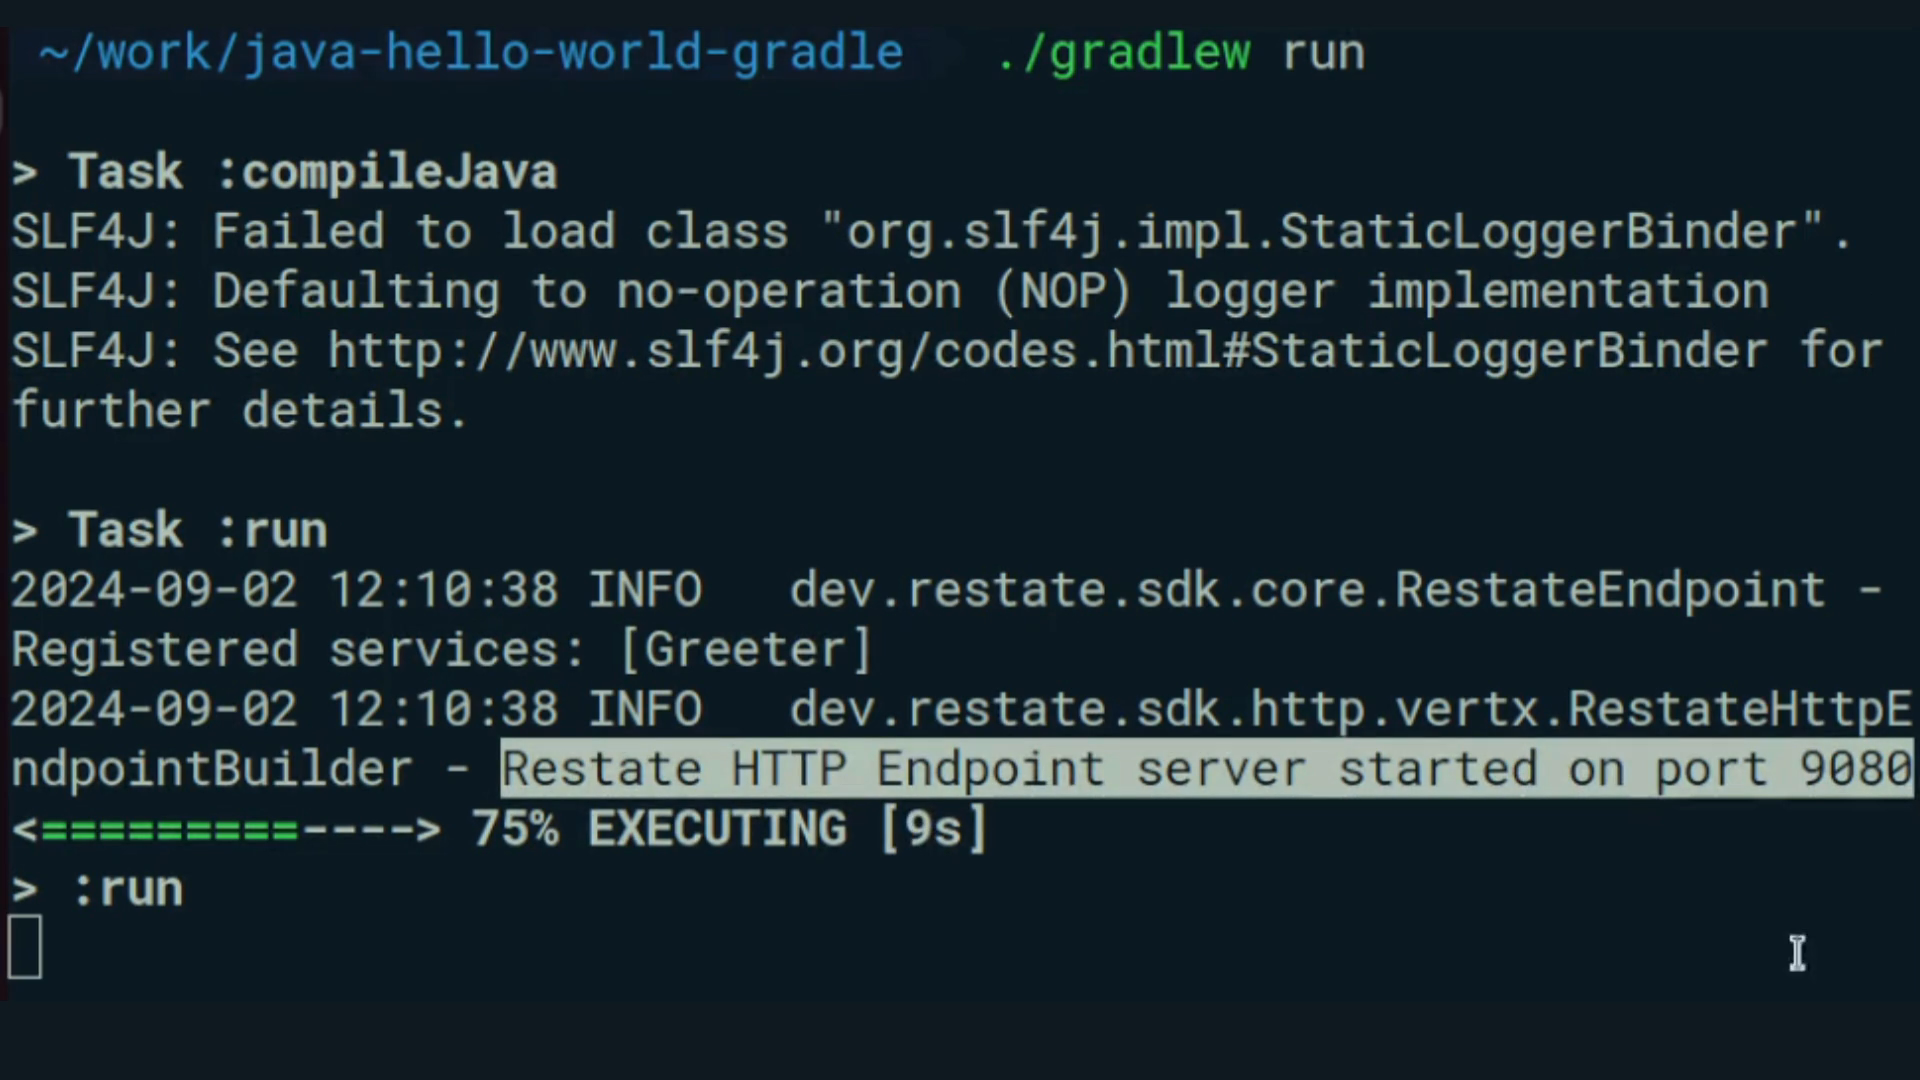 ~/work/java-hello-world-gradle ./gradlew run
> Task :compileJava
SLF4J: Failed to load class "org.slf4j.impl.StaticLoggerBinder".
SLF4J: Defaulting to no-operation (NOP) logger implementation
SLF4J: See http://www.slf4j.org/codes.html#StaticLoggerBinder for
further details.
> Task :run
2024-09-02 12:10:38 INFO dev.restate.sdk.core.RestateEndpoint -
Registered services: [Greeter]
2024-09-02 12:10:38 INFO dev.restate.sdk.http.vertx.RestateHttpE
ndpointBuilder - Restate HTTP Endpoint server started on port 9080
<=========----> 75% EXECUTING [9s]
> :run